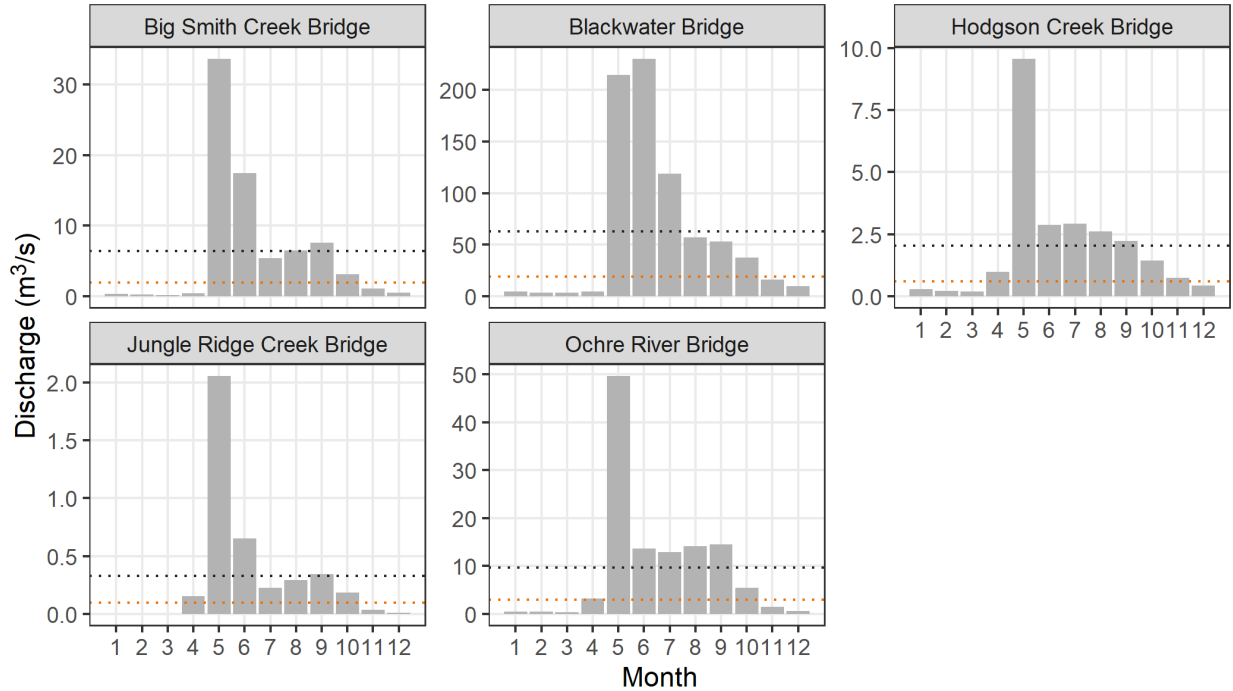 Big Smith Creek Bridge
Blackwater Bridge
Hodgson Creek Bridge
30
20
10
0
200
150
100
50
0
10.0
7.5
5.0
2.5
0.0
1 2 3 4 5 6 7 8 9 10 11 12
Jungle Ridge Creek Bridge
Ochre River Bridge
2.0
1.5
1.0
0.5
0.0
50
40
30
20
10
0
1 2 3 4 5 6 7 8 9 10 11 12
1 2 3 4 5 6 7 8 9 10 11 12
Discharge (m³/s)
Month